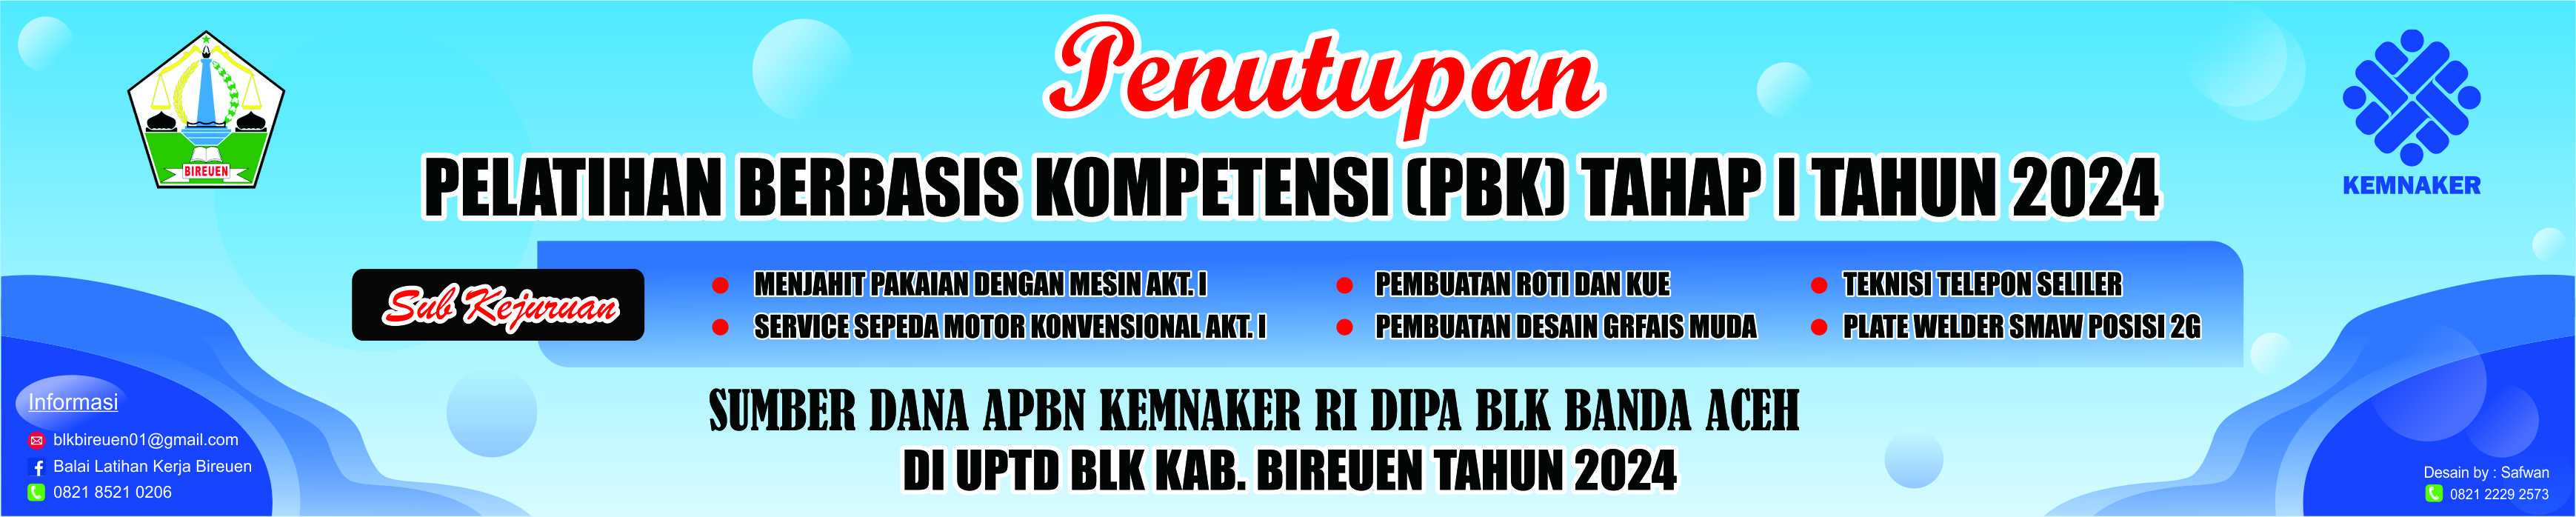 Penutupan
BIREUEN
KEMNAKER
PELATIHAN BERBASIS KOMPETENSI (PBK) TAHAP I TAHUN 2024
Sub Kejuruan
MENJAHIT PAKAIAN DENGAN MESIN AKT. I
SERVICE SEPEDA MOTOR KONVENSIONAL AKT. I
PEMBUATAN ROTI DAN KUE
PEMBUATAN DESAIN GRFAIS MUDA
TEKNISI TELEPON SELILER
PLATE WELDER SMAW POSISI 2G
SUMBER DANA APBN KEMNAKER RI DIPA BLK BANDA ACEH
DI UPTD BLK KAB. BIREUEN TAHUN 2024
Informasi
blkbireuen01@gmail.com
Balai Latihan Kerja Bireuen
0821 8521 0206
Desain by : Safwan
0821 2229 2573